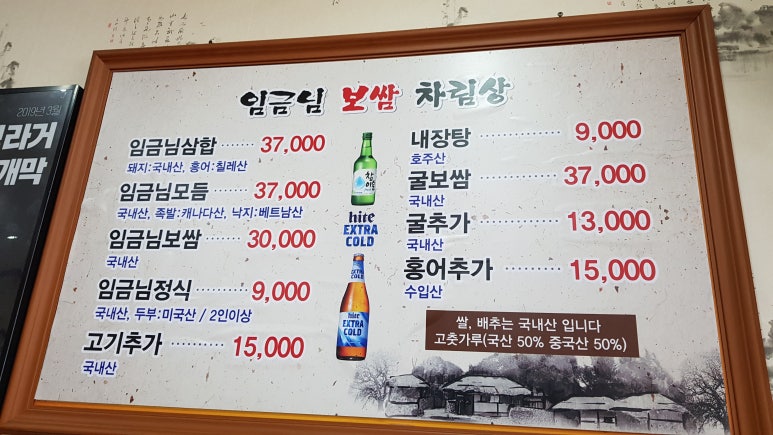 2019년 3월
라거
개막
임금님 보쌈 차림상
임금님삼합 ······· 37,000
돼지:국내산, 홍어:칠레산
임금님모듬 ······· 37,000
국내산, 족발:캐나다산, 낙지:베트남산
임금님보쌈 ······· 30,000
국내산
임금님정식 ······· 9,000
국내산, 두부:미국산 / 2인이상
고기추가 ············ 15,000
국내산
참이슬
hite
EXTRA
COLD
hite
EXTRA
COLD
내장탕 ················ 9,000
호주산
굴보쌈 ············ 37,000
국내산
굴추가 ············ 13,000
국내산
홍어추가 ·········· 15,000
수입산
쌀, 배추는 국내산 입니다
고춧가루(국산 50% 중국산 50%)